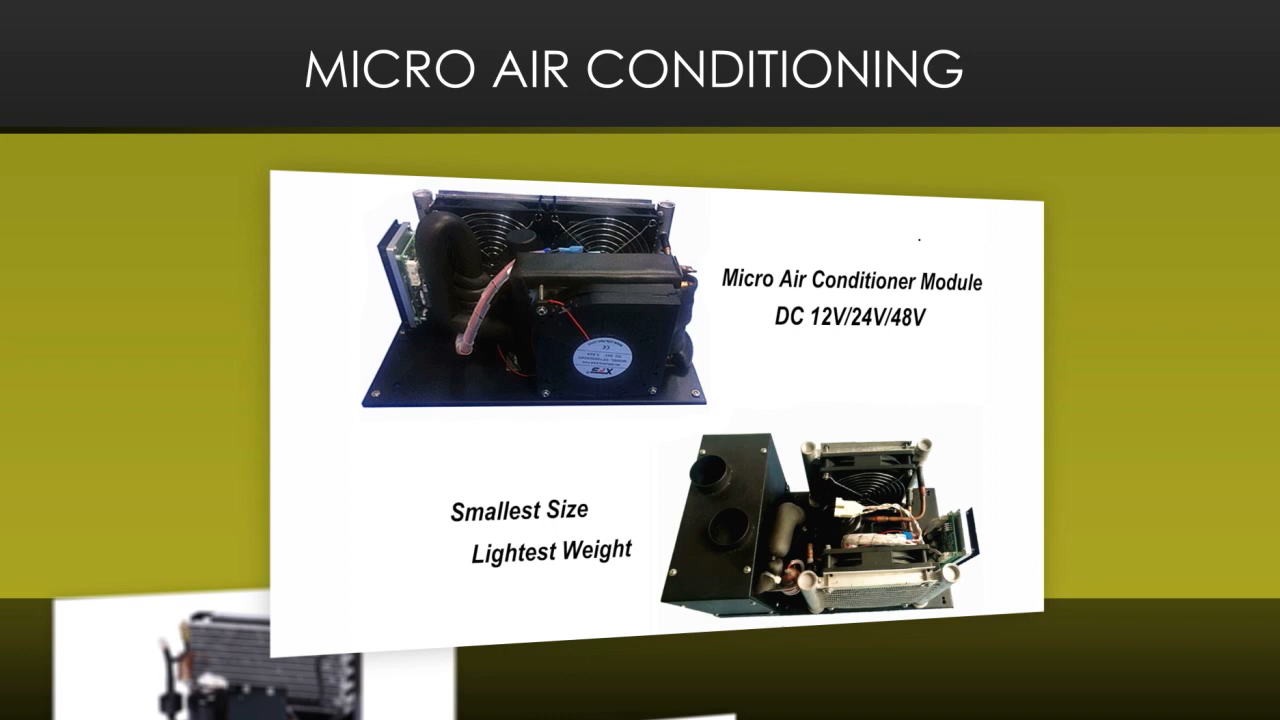 MICRO AIR CONDITIONING
Micro Air Conditioner Module
DC 12V/24V/48V
Smallest Size
Lightest Weight